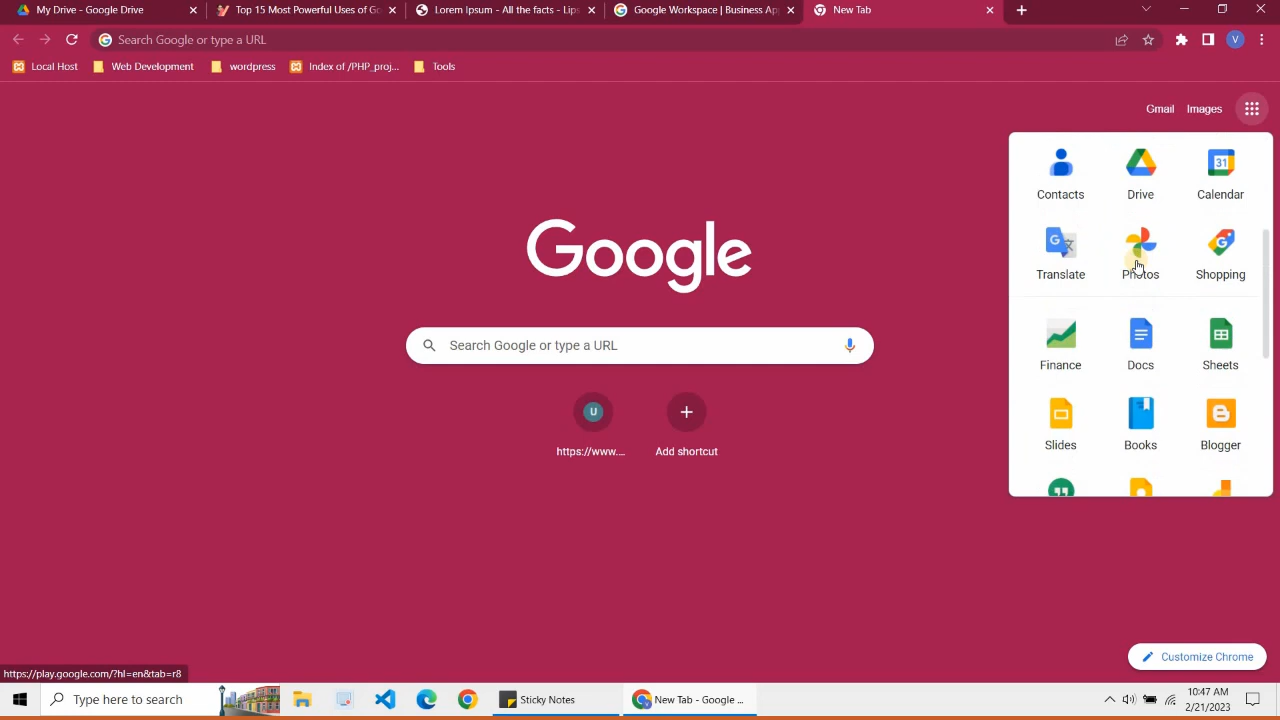 My Drive - Google Drive
Top 15 Most Powerful Uses of Go
Lorem Ipsum - All the facts - Lips
Google Workspace | Business Ap
New Tab
Search Google or type a URL
V
Local Host
Web Development
wordpress
Index of /PHP_proj...
Tools
Gmail
Images
Contacts
Drive
31
Calendar
Translate
Photos
Shopping
Google
Search Google or type a URL
Finance
Docs
Sheets
U
https://www....
Add shortcut
Slides
Books
Blogger
Customize Chrome
https://play.google.com/?hl=en&tab=r8
Type here to search
Sticky Notes
New Tab - Google ...
10:47 AM
2/21/2023